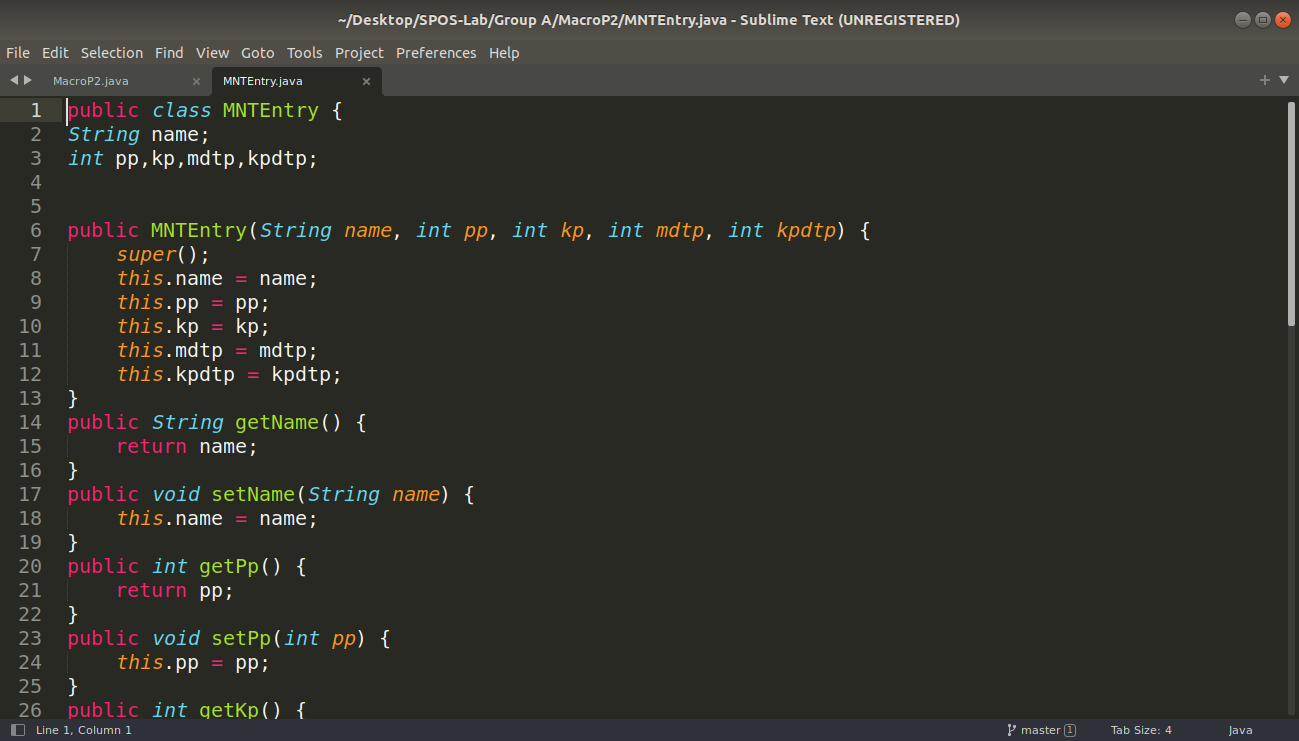 ~/Desktop/SPOS-Lab/Group A/MacroP2/MNTEntry.java - Sublime Text (UNREGISTERED)
File Edit Selection Find View Goto Tools Project Preferences Help
MacroP2.java MNTEntry.java
1 public class MNTEntry {
2 String name;
3 int pp,kp,mdtp,kpdtp;
4
5
6 public MNTEntry(String name, int pp, int kp, int mdtp, int kpdtp) {
7     super();
8     this.name = name;
9     this.pp = pp;
10     this.kp = kp;
11     this.mdtp = mdtp;
12     this.kpdtp = kpdtp;
13 }
14 public String getName() {
15     return name;
16 }
17 public void setName(String name) {
18     this.name = name;
19 }
20 public int getPp() {
21     return pp;
22 }
23 public void setPp(int pp) {
24     this.pp = pp;
25 }
26 public int getKp() {
Line 1, Column 1 master 1 Tab Size: 4 Java